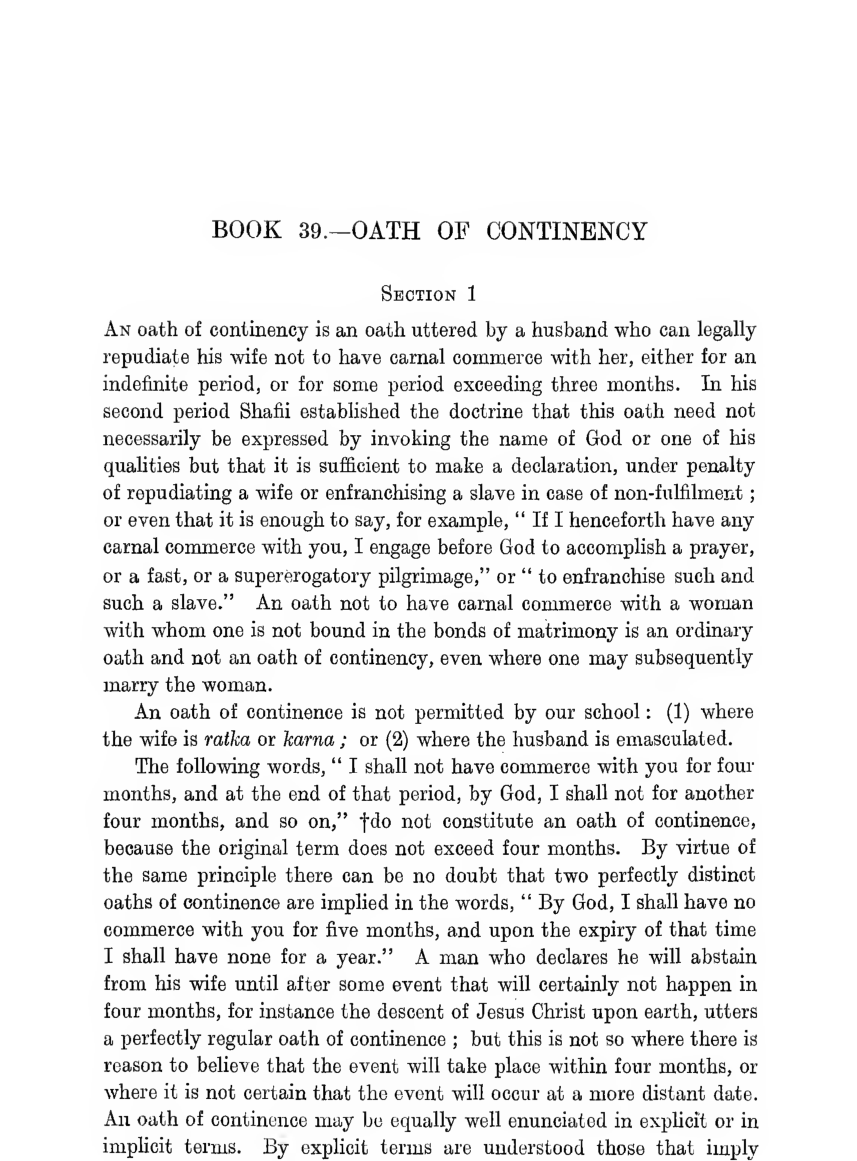 BOOK 39.—OATH OF CONTINENCY
SECTION 1
AN oath of continency is an oath uttered by a husband who can legally
repudiate his wife not to have carnal commerce with her, either for an
indefinite period, or for some period exceeding three months. In his
second period Shafii established the doctrine that this oath need not
necessarily be expressed by invoking the name of God or one of his
qualities but that it is sufficient to make a declaration, under penalty
of repudiating a wife or enfranchising a slave in case of non-fulfilment ;
or even that it is enough to say, for example, “ If I henceforth have any
carnal commerce with you, I engage before God to accomplish a prayer,
or a fast, or a supererogatory pilgrimage,” or “ to enfranchise such and
such a slave.” An oath not to have carnal commerce with a woman
with whom one is not bound in the bonds of matrimony is an ordinary
oath and not an oath of continency, even where one may subsequently
marry the woman.
An oath of continence is not permitted by our school : (1) where
the wife is ratka or karna ; or (2) where the husband is emasculated.
The following words, “ I shall not have commerce with you for four
months, and at the end of that period, by God, I shall not for another
four months, and so on,” †do not constitute an oath of continence,
because the original term does not exceed four months. By virtue of
the same principle there can be no doubt that two perfectly distinct
oaths of continence are implied in the words, “ By God, I shall have no
commerce with you for five months, and upon the expiry of that time
I shall have none for a year.” A man who declares he will abstain
from his wife until after some event that will certainly not happen in
four months, for instance the descent of Jesus Christ upon earth, utters
a perfectly regular oath of continence ; but this is not so where there is
reason to believe that the event will take place within four months, or
where it is not certain that the event will occur at a more distant date.
An oath of continence may be equally well enunciated in explicit or in
implicit terms. By explicit terms are understood those that imply